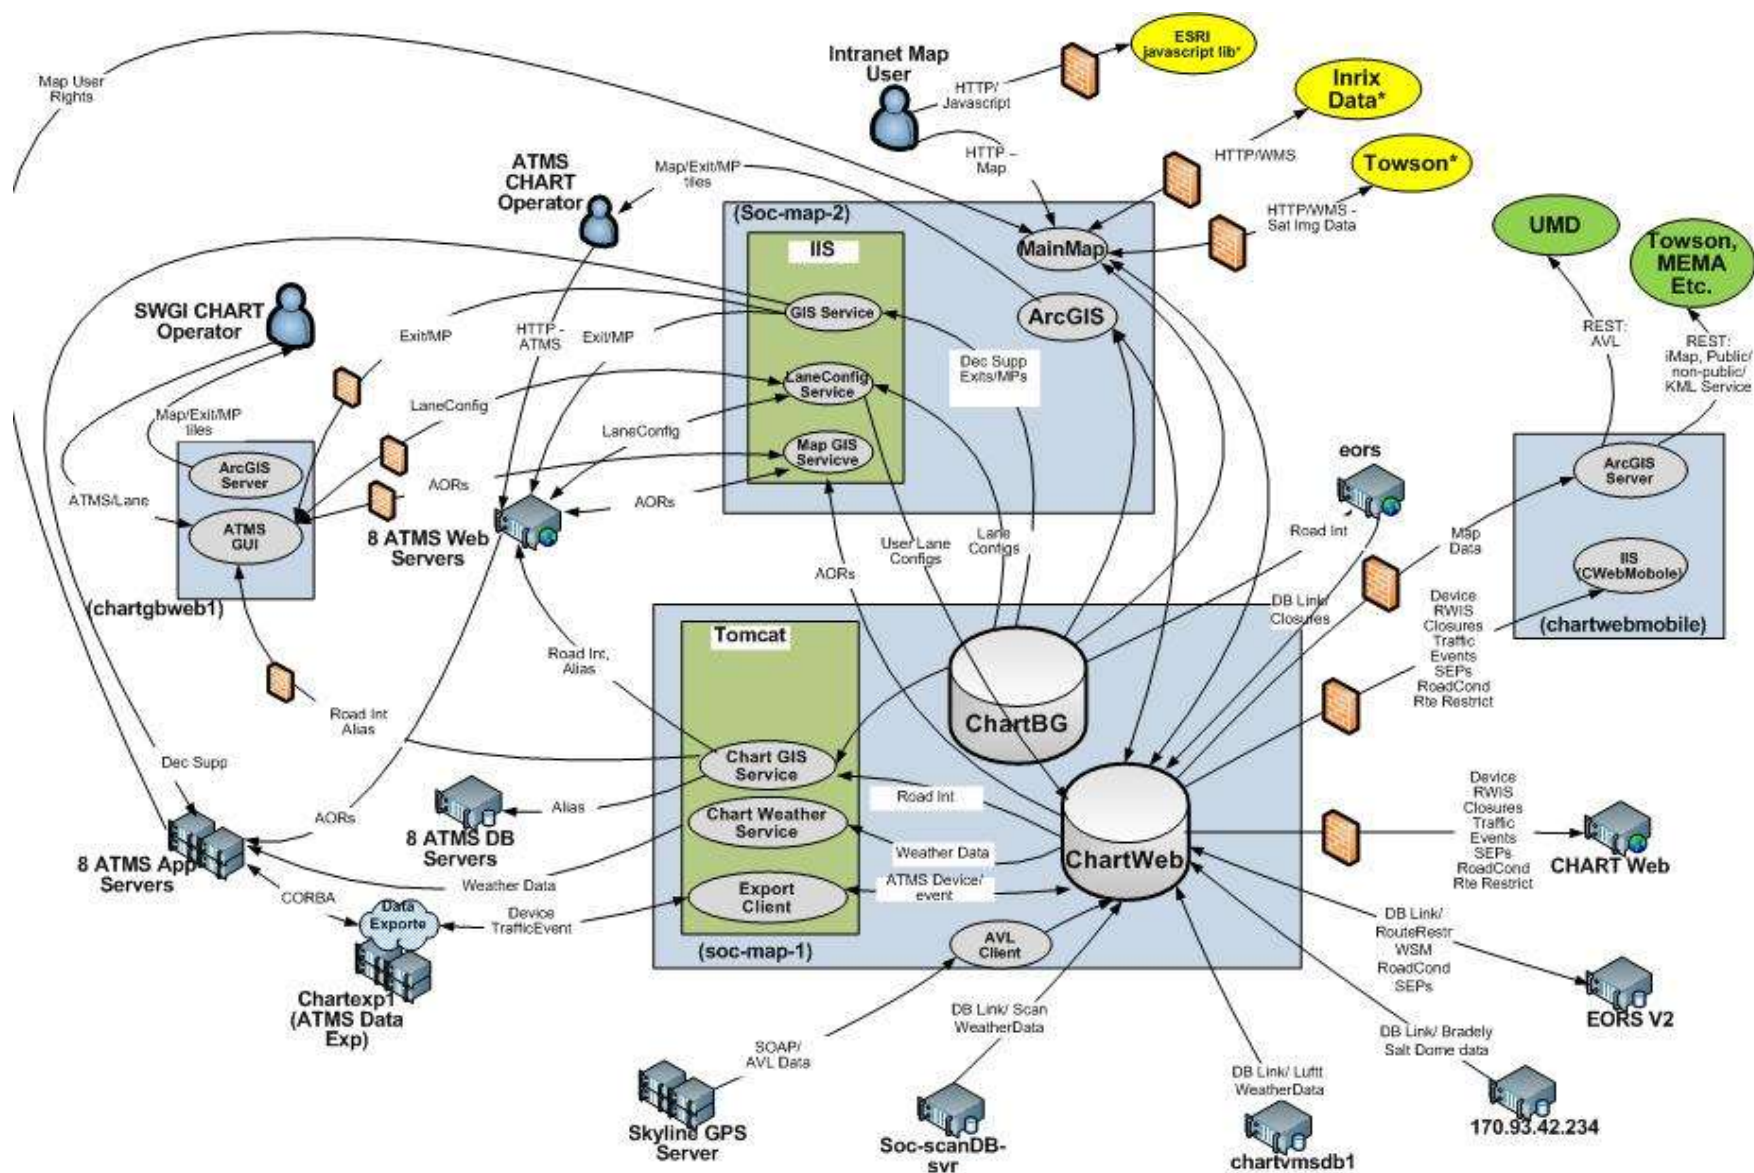 Map User
Rights
Intranet Map
User
HTTP/
Javascript
ESRI
javascript lib*
Inrix
Data*
HTTP/WMS
Towson*
HTTP/WMS -
Sat Img Data
HTTP –
Map
ATMS
CHART
Operator
Map/Exit/MP
tiles
(Soc-map-2)
IIS
MainMap
GIS Service
ArcGIS
LaneConfig
Service
Map GIS
Servicve
Dec Supp
Exits/MPs
UMD
Towson,
MEMA
Etc.
REST:
AVL
REST:
iMap, Public/
non-public/
KML Service
SWGI CHART
Operator
Exit/MP
HTTP -
ATMS
Exit/MP
LaneConfig
LaneConfig
Map/Exit/MP
tiles
ArcGIS
Server
ATMS
GUI
ATMS/Lane
(chartgbweb1)
AORs
AORs
8 ATMS Web
Servers
User Lane
Configs
Lane
Configs
AORs
eors
Road Int
Map
Data
ArcGIS
Server
IIS
(CWebMobole)
(chartwebmobile)
DB Link/
Closures
Device
RWIS
Closures
Traffic
Events
SEPs
RoadCond
Rte Restrict
Tomcat
Road Int,
Alias
Road Int
Alias
ChartBG
Chart GIS
Service
Chart Weather
Service
Export
Client
(soc-map-1)
Road Int
Weather Data
ATMS Device/
event
ChartWeb
AVL
Client
Dec Supp
AORs
8 ATMS App
Servers
8 ATMS DB
Servers
Alias
Weather Data
CORBA
Data
Exporte
Device
TrafficEvent
Chartexp1
(ATMS Data
Exp)
Device
RWIS
Closures
Traffic
Events
SEPs
RoadCond
Rte Restrict
CHART Web
DB Link/
RouteRestr
WSM
RoadCond
SEPs
EORS V2
DB Link/ Bradely
Salt Dome data
170.93.42.234
SOAP/
AVL Data
Skyline GPS
Server
DB Link/ Scan
WeatherData
Soc-scanDB-
svr
DB Link/ Luftt
WeatherData
chartvmsdb1